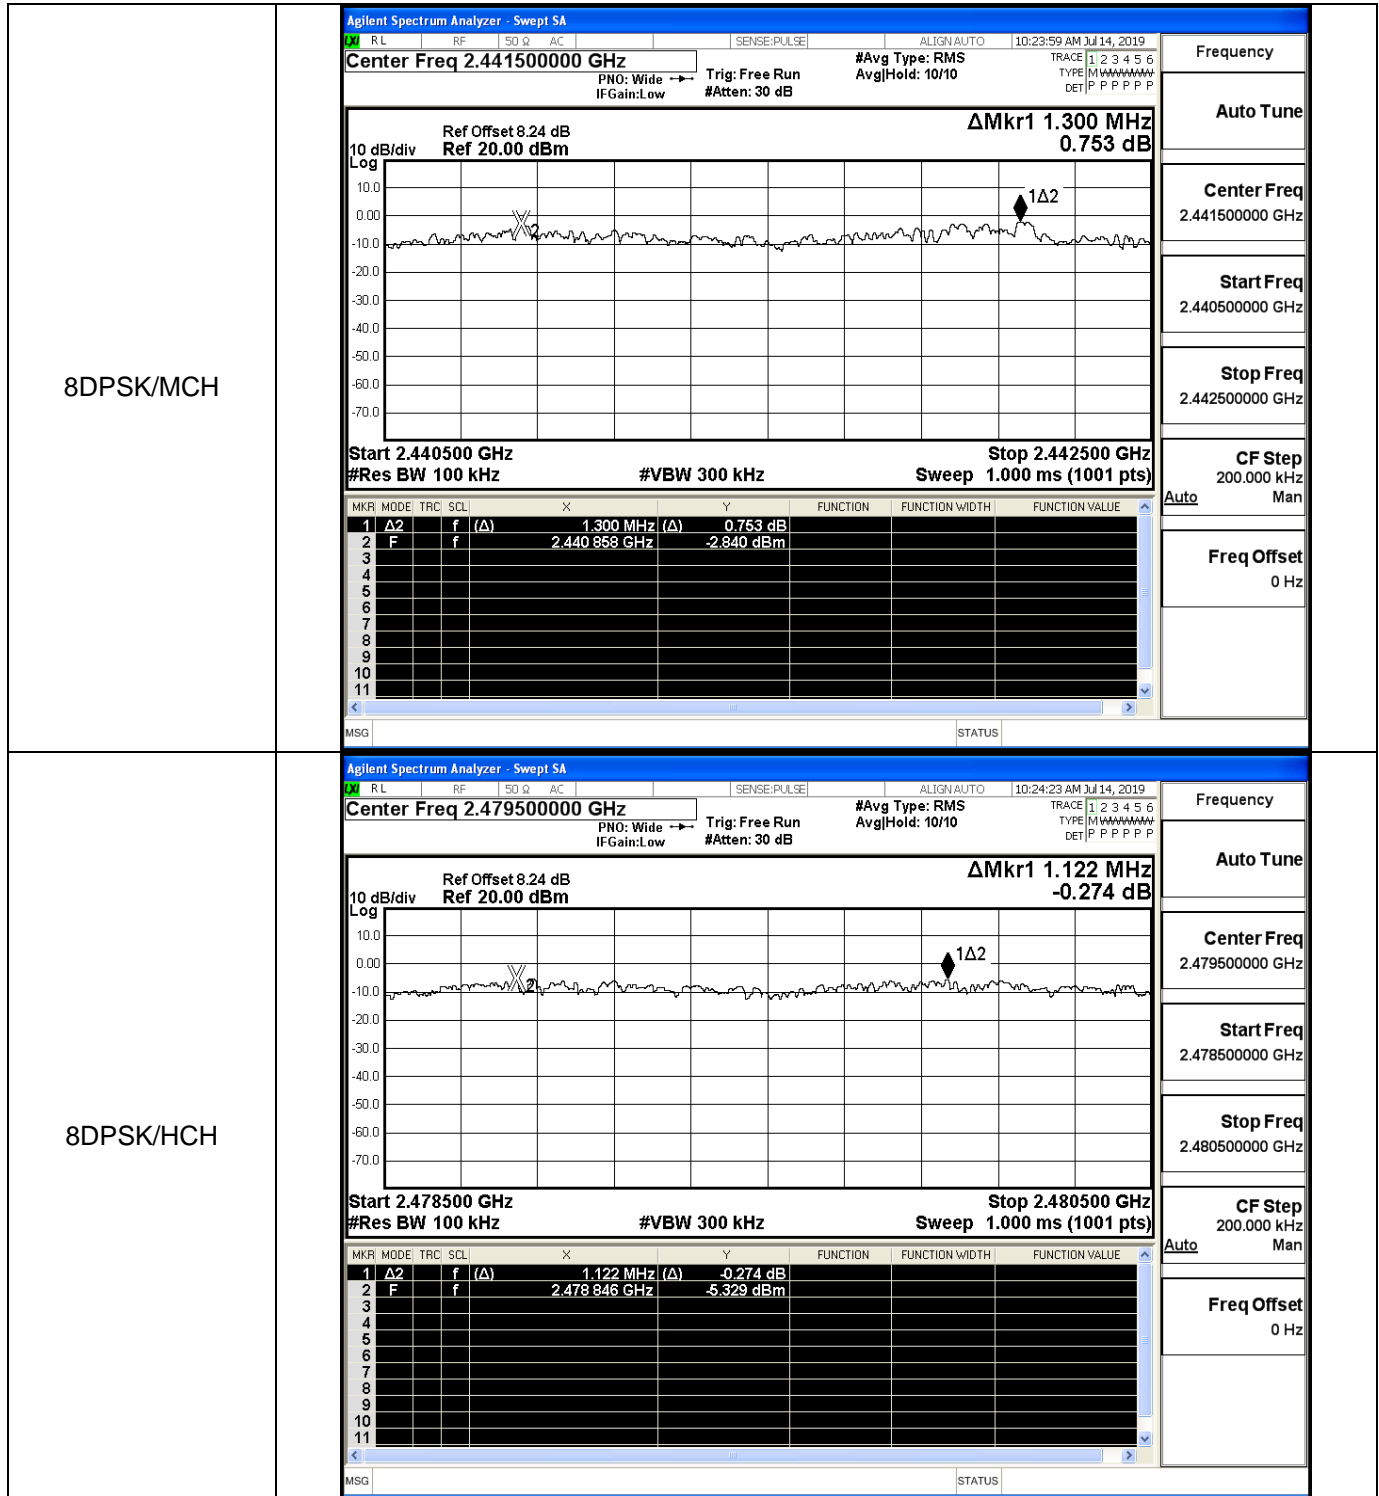 8DPSK/MCH
Agilent Spectrum Analyzer - Swept SA
LXI RL RF 50 Ω AC SENSE:PULSE ALIGN AUTO 10:23:59 AM Jul 14, 2019
Center Freq 2.441500000 GHz
PNO: Wide
IFGain:Low
Trig: Free Run
#Atten: 30 dB
#Avg Type: RMS
Avg|Hold: 10/10
TRACE 1 2 3 4 5 6
TYPE M WWWWW
DET P P P P P P
ΔMkr1 1.300 MHz
0.753 dB
Ref Offset 8.24 dB
10 dB/div Ref 20.00 dBm
Log
10.0
0.00
-10.0
-20.0
-30.0
-40.0
-50.0
-60.0
-70.0
2
1Δ2
Start 2.440500 GHz Stop 2.442500 GHz
#Res BW 100 kHz #VBW 300 kHz Sweep 1.000 ms (1001 pts)
MKR MODE TRC SCL X Y FUNCTION FUNCTION WIDTH FUNCTION VALUE
1 Δ2 f (Δ) 1.300 MHz (Δ) 0.753 dB
2 F f 2.440 858 GHz -2.840 dBm
3
4
5
6
7
8
9
10
11
MSG STATUS
Frequency
Auto Tune
Center Freq
2.441500000 GHz
Start Freq
2.440500000 GHz
Stop Freq
2.442500000 GHz
CF Step
200.000 kHz
Auto Man
Freq Offset
0 Hz
8DPSK/HCH
Agilent Spectrum Analyzer - Swept SA
LXI RL RF 50 Ω AC SENSE:PULSE ALIGN AUTO 10:24:23 AM Jul 14, 2019
Center Freq 2.479500000 GHz
PNO: Wide
IFGain:Low
Trig: Free Run
#Atten: 30 dB
#Avg Type: RMS
Avg|Hold: 10/10
TRACE 1 2 3 4 5 6
TYPE M WWWWW
DET P P P P P P
ΔMkr1 1.122 MHz
-0.274 dB
Ref Offset 8.24 dB
10 dB/div Ref 20.00 dBm
Log
10.0
0.00
-10.0
-20.0
-30.0
-40.0
-50.0
-60.0
-70.0
2
1Δ2
Start 2.478500 GHz Stop 2.480500 GHz
#Res BW 100 kHz #VBW 300 kHz Sweep 1.000 ms (1001 pts)
MKR MODE TRC SCL X Y FUNCTION FUNCTION WIDTH FUNCTION VALUE
1 Δ2 f (Δ) 1.122 MHz (Δ) -0.274 dB
2 F f 2.478 846 GHz -5.329 dBm
3
4
5
6
7
8
9
10
11
MSG STATUS
Frequency
Auto Tune
Center Freq
2.479500000 GHz
Start Freq
2.478500000 GHz
Stop Freq
2.480500000 GHz
CF Step
200.000 kHz
Auto Man
Freq Offset
0 Hz